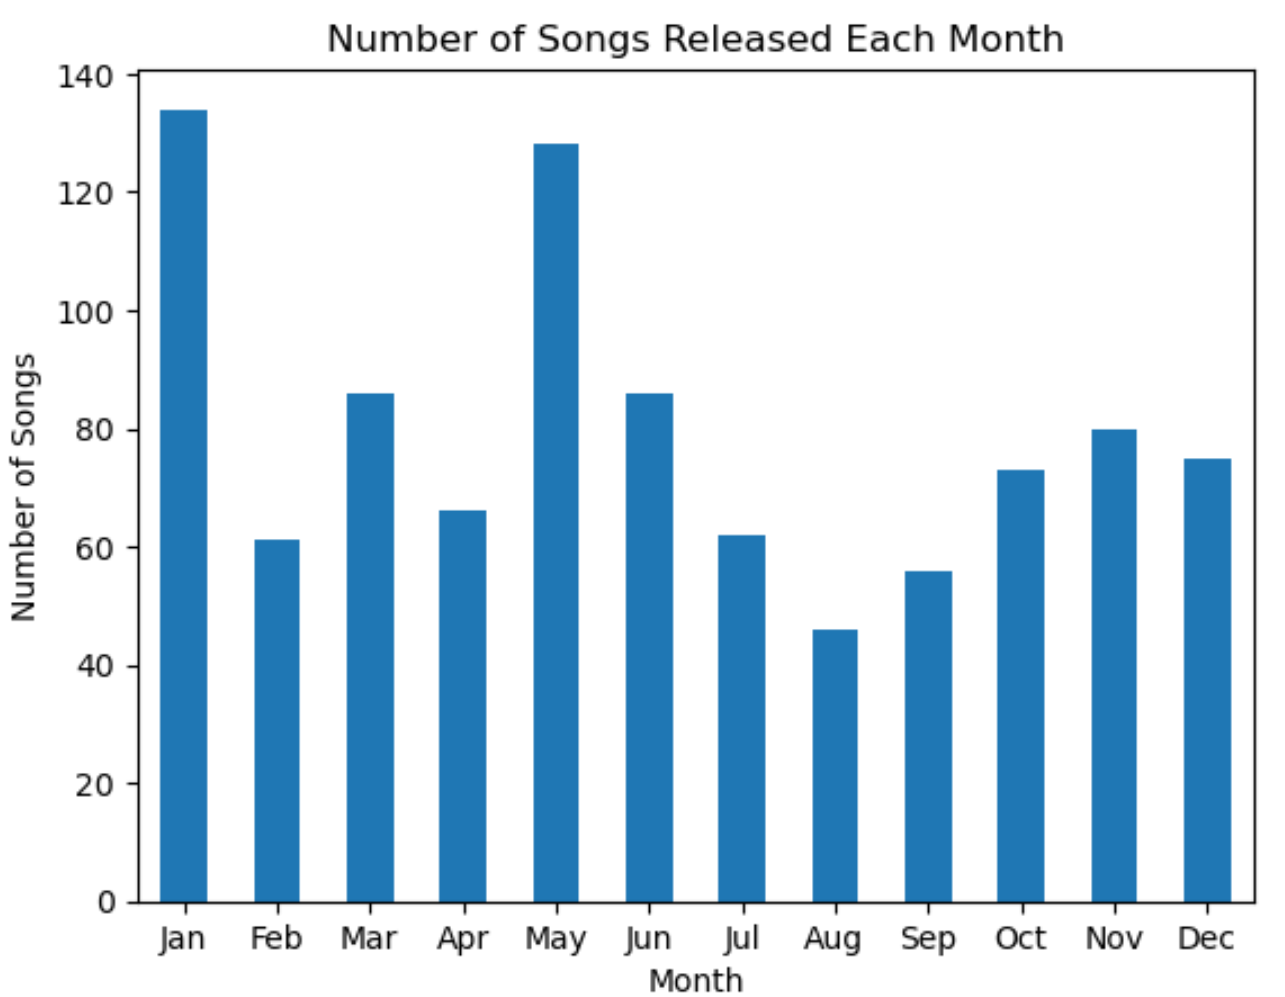 Number of Songs Released Each Month
Number of Songs
140
120
100
80
60
40
20
0
Jan Feb Mar Apr May Jun Jul Aug Sep Oct Nov Dec
Month